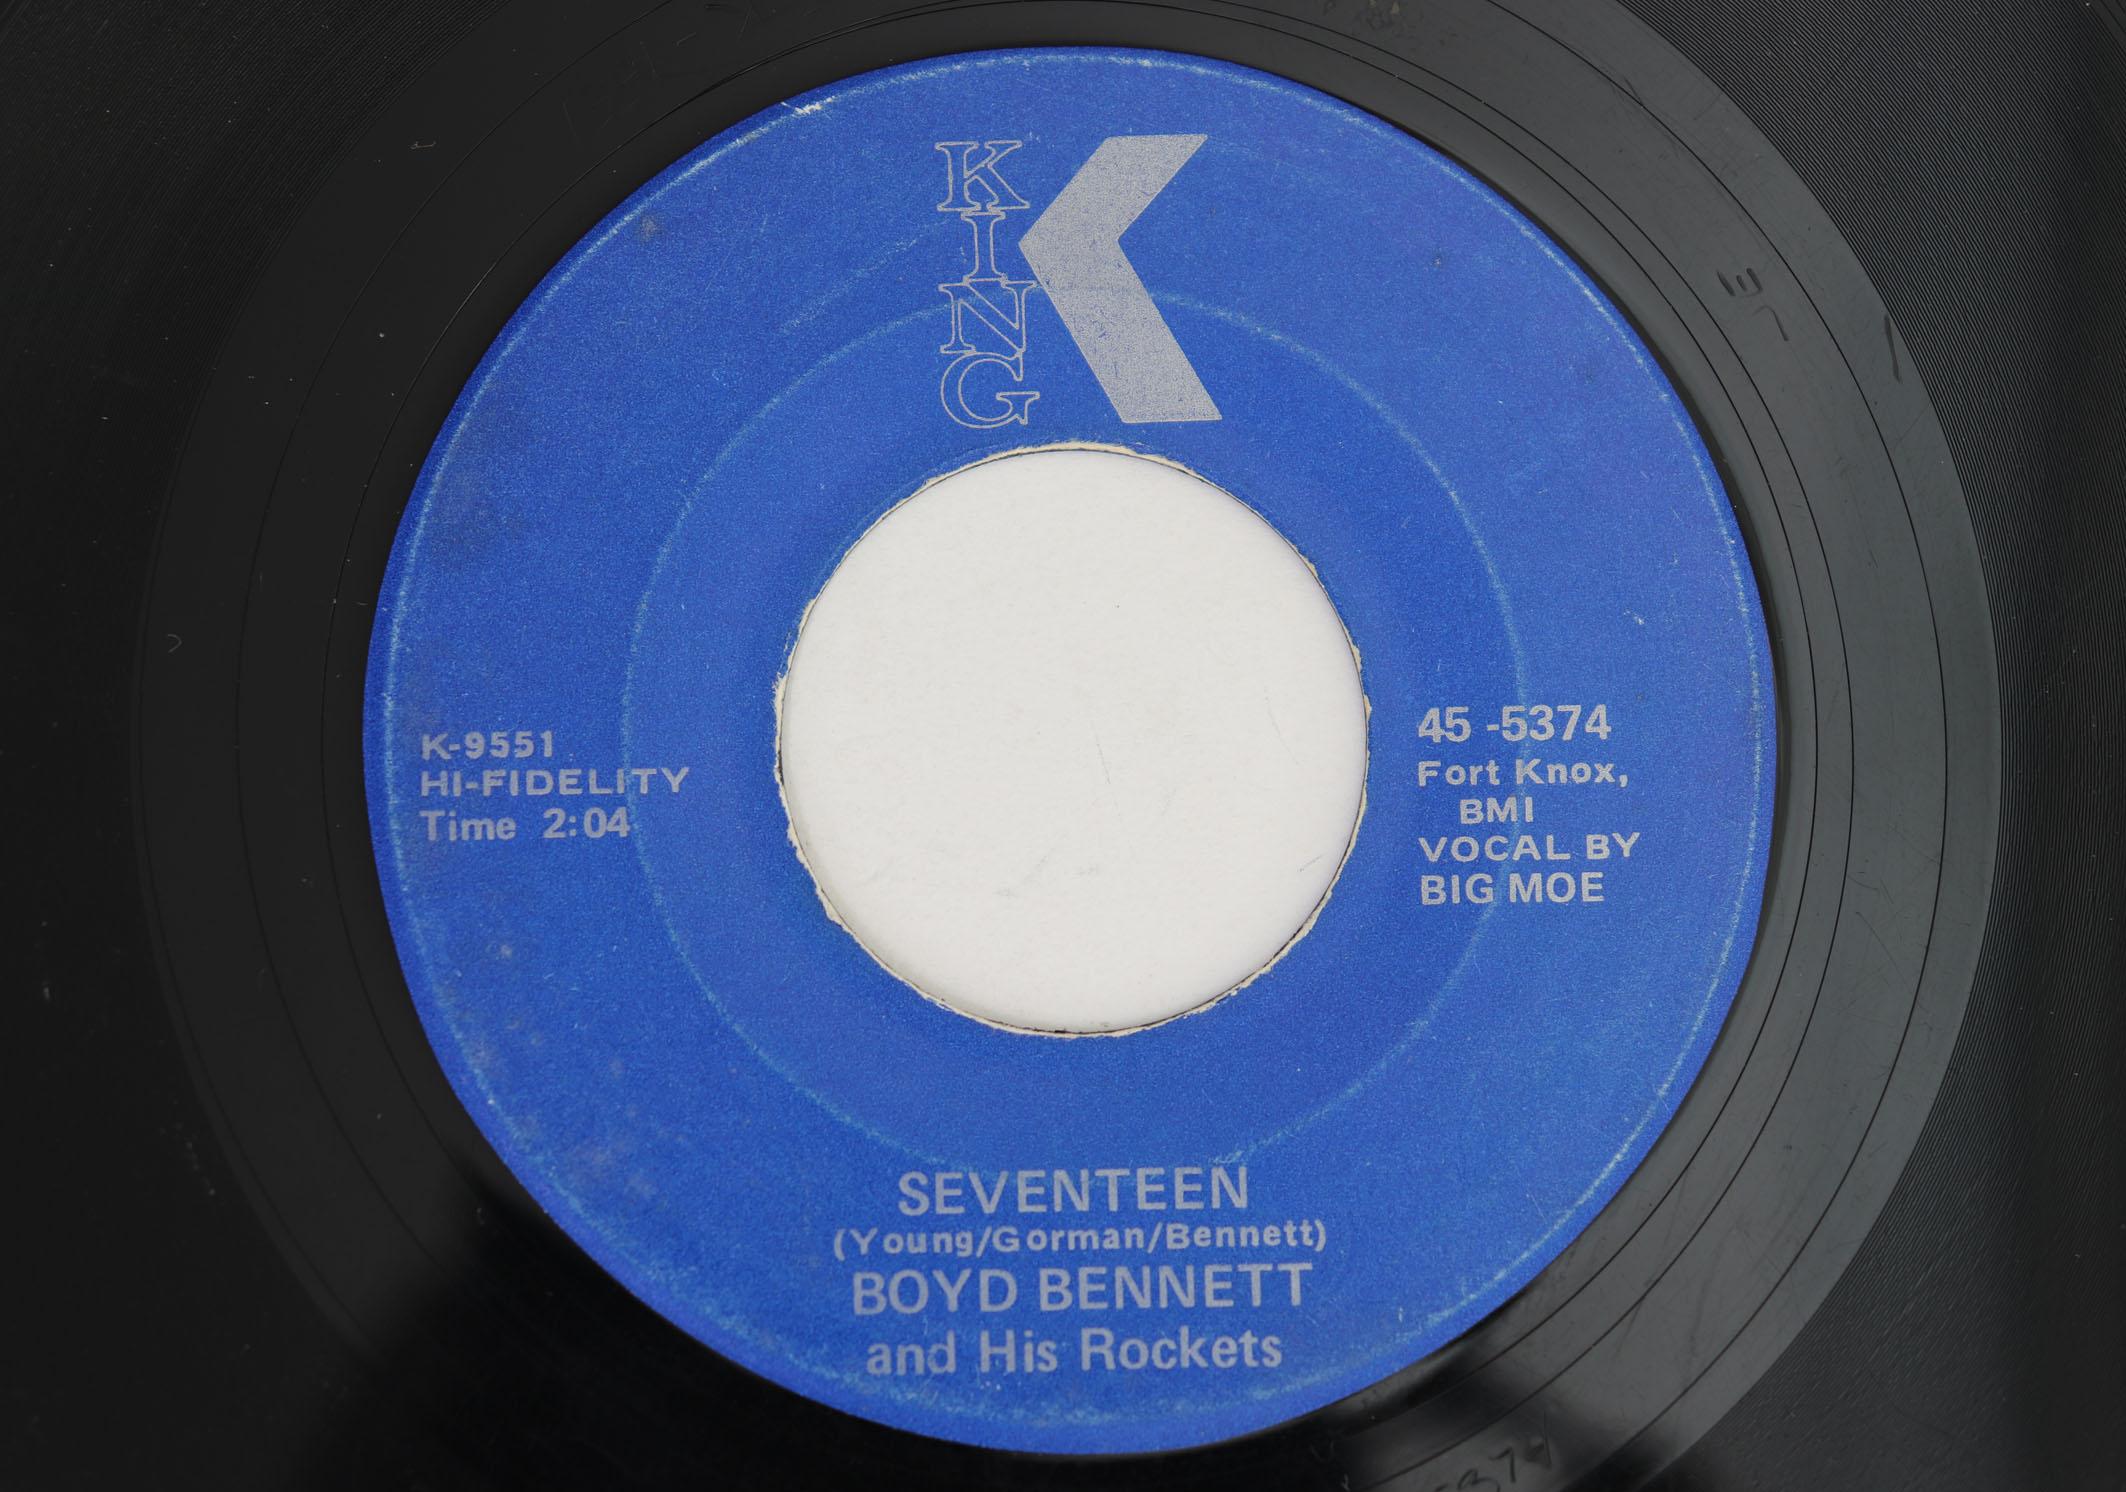 KING
K-9551
HI-FIDELITY
Time 2:04
45 -5374
Fort Knox,
BMI
VOCAL BY
BIG MOE
SEVENTEEN
(Young/Gorman/Bennett)
BOYD BENNETT
and His Rockets